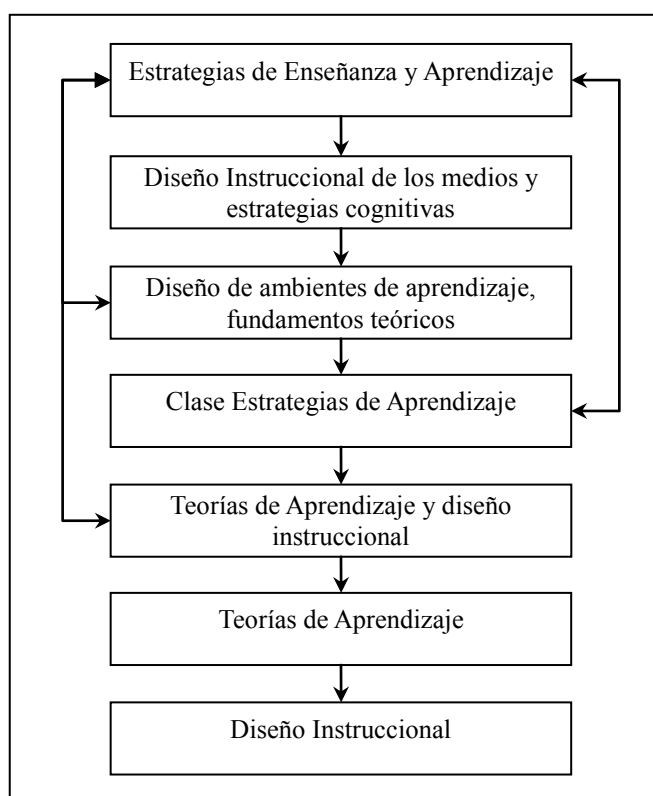 Estrategias de Enseñanza y Aprendizaje
Diseño Instruccional de los medios y
estrategias cognitivas
Diseño de ambientes de aprendizaje,
fundamentos teóricos
Clase Estrategias de Aprendizaje
Teorías de Aprendizaje y diseño
instruccional
Teorías de Aprendizaje
Diseño Instruccional